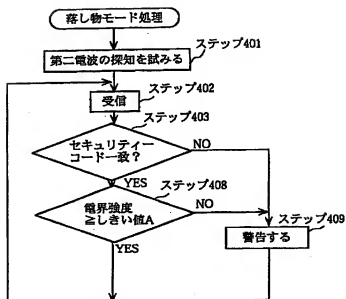 落し物モード処理
ステップ401
第二電波の探知を試みる
ステップ402
受信
ステップ403
セキュリティー
コード一致?
NO
YES
ステップ408
電界強度
≧しきい値A
NO
ステップ409
警告する
YES